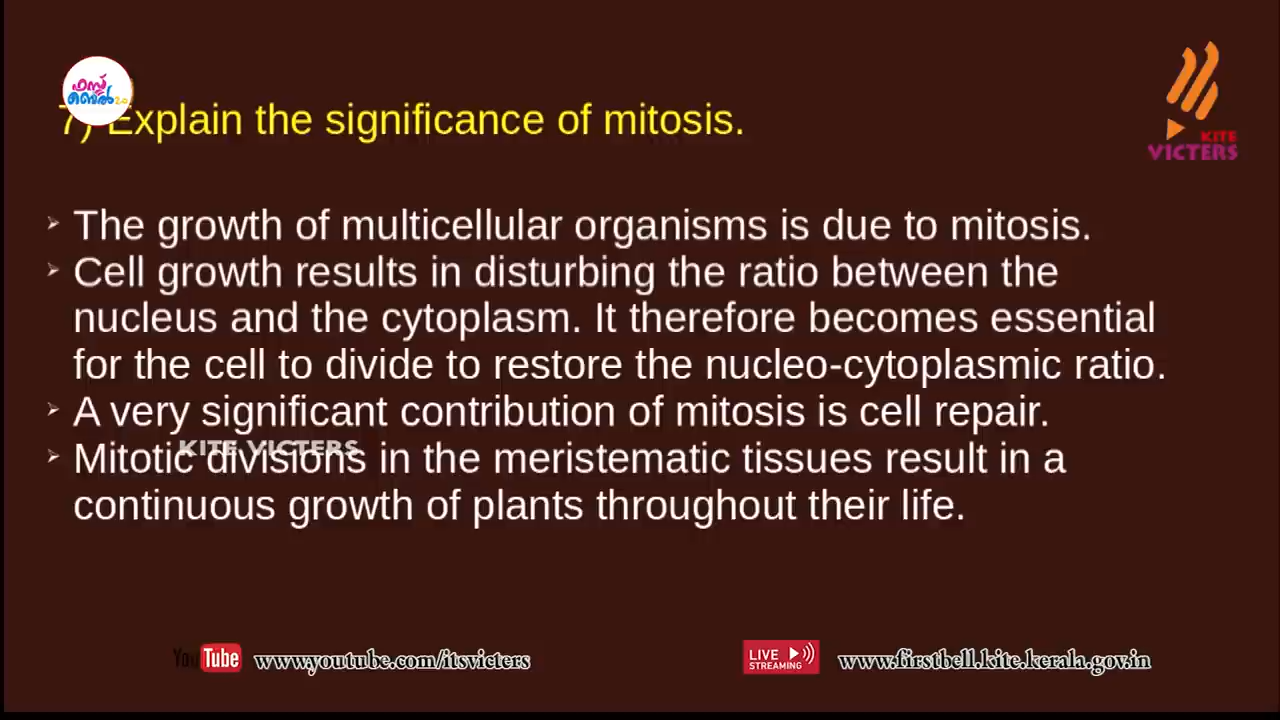 ഫസ്റ്റ്
ബെൽ 2.0
7) Explain the significance of mitosis.
KITE
VICTERS
➢ The growth of multicellular organisms is due to mitosis.
➢ Cell growth results in disturbing the ratio between the
nucleus and the cytoplasm. It therefore becomes essential
for the cell to divide to restore the nucleo-cytoplasmic ratio.
➢ A very significant contribution of mitosis is cell repair.
KITE VICTERS
➢ Mitotic divisions in the meristematic tissues result in a
continuous growth of plants throughout their life.
YouTube www.youtube.com/itsvicters
LIVE STREAMING www.firstbell.kite.kerala.gov.in